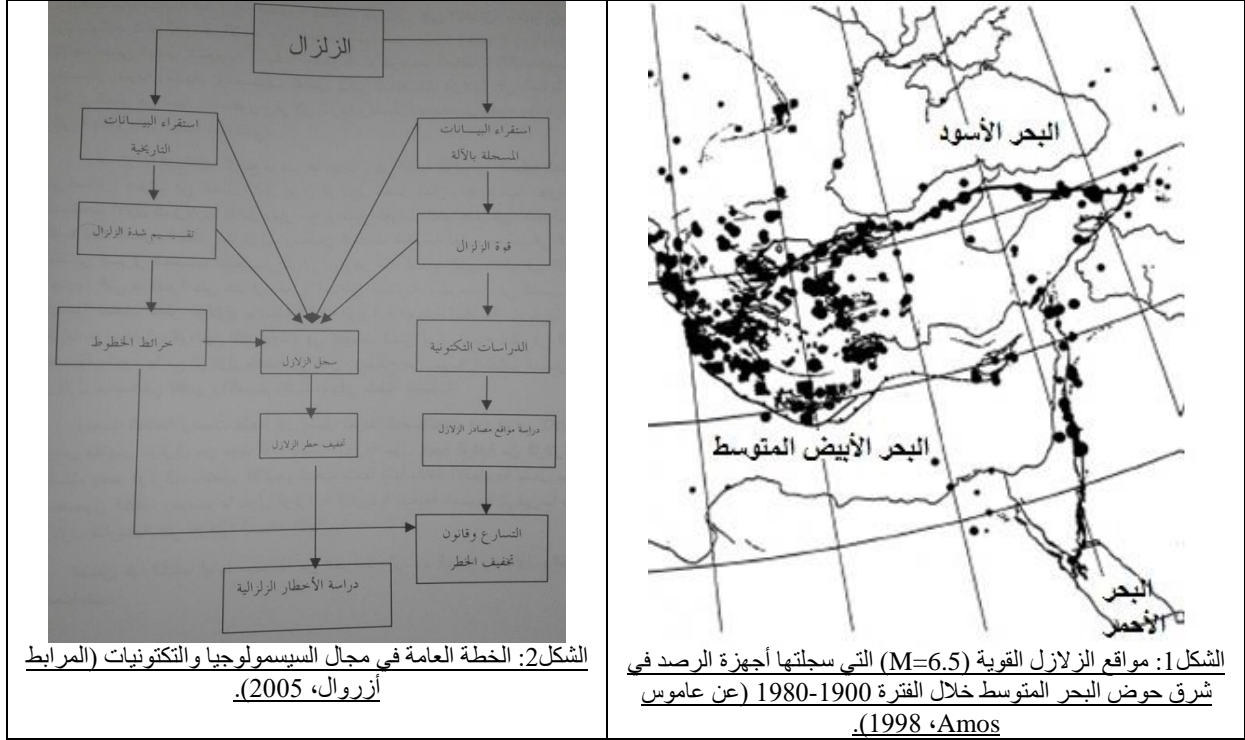 البحر الأسود
البحر الأبيض المتوسط
البحر
الأحمر
الشكل1: مواقع الزلازل القوية (M=6.5) التي سجلتها أجهزة الرصد في
شرق حوض البحر المتوسط خلال الفترة 1900-1980 (عن عاموس
Amos، 1998).
الزلزال
استقراء البيانات
المسجلة بالآلة
استقراء البيانات
التاريخية
قوة الزلزال
تقسيم شدة الزلزال
الدراسات التكتونية
سجل الزلازل
خرائط الخطوط
دراسة مواقع مصادر الزلازل
تخفيف خطر الزلازل
التسارع وقانون
تخفيف الخطر
دراسة الأخطار الزلزالية
الشكل2: الخطة العامة في مجال السيسمولوجيا والتكتونيات (المرابط
أزروال، 2005).